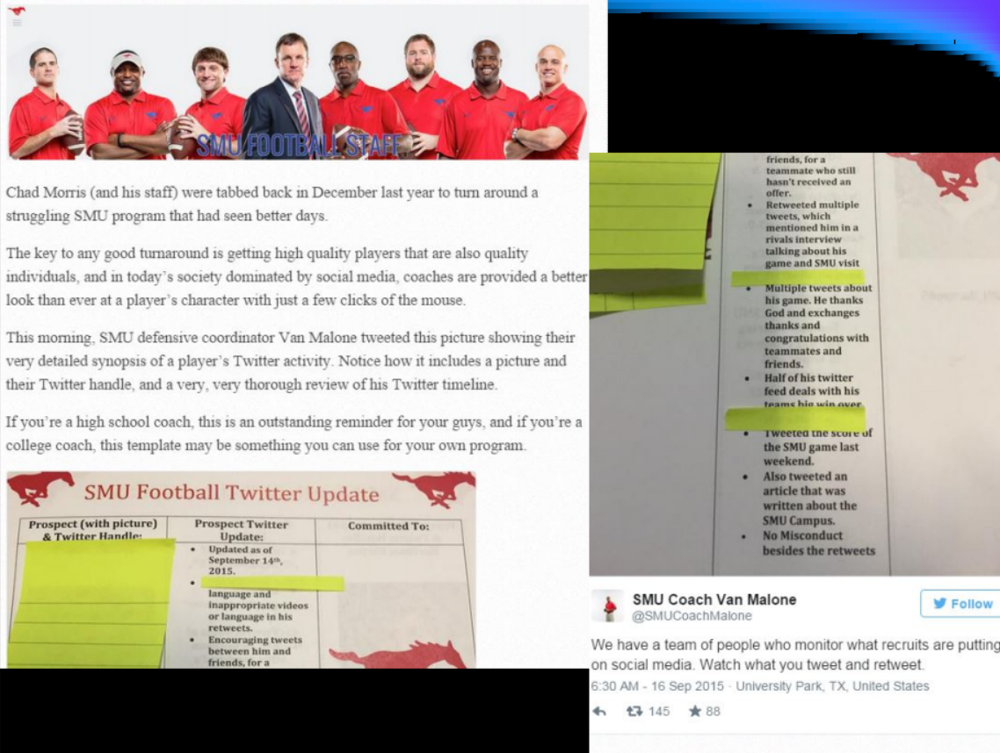 SMU FOOTBALL STAFF
Chad Morris (and his staff) were tabbed back in December last year to turn around a
struggling SMU program that had seen better days.
The key to any good turnaround is getting high quality players that are also quality
individuals, and in today's society dominated by social media, coaches are provided a better
look than ever at a player's character with just a few clicks of the mouse.
This morning, SMU defensive coordinator Van Malone tweeted this picture showing their
very detailed synopsis of a player's Twitter activity. Notice how it includes a picture and
their Twitter handle, and a very, very thorough review of his Twitter timeline.
If you're a high school coach, this is an outstanding reminder for your guys, and if you're a
college coach, this template may be something you can use for your own program.
SMU Football Twitter Update
Prospect (with picture)
& Twitter Handle:
Prospect Twitter
Update:
Committed To:
• Updated as of
September 14th,
2015.
•
language and
inappropriate videos
or language in his
retweets.
• Encouraging tweets
between him and
friends, for a
friends, for a
teammate who still
hasn't received an
offer.
• Retweeted multiple
tweets, which
mentioned him in a
rivals interview
talking about his
game and SMU visit
• Multiple tweets about
his game. He thanks
God and exchanges
thanks and
congratulations with
teammates and
friends.
• Half of his twitter
feed deals with his
teams big win over
• Tweeted the score of
the SMU game last
weekend.
• Also tweeted an
article that was
written about the
SMU Campus.
• No Misconduct
besides the retweets
SMU Coach Van Malone
@SMUCoachMalone
Follow
We have a team of people who monitor what recruits are putting
on social media. Watch what you tweet and retweet.
6:30 AM - 16 Sep 2015 · University Park, TX, United States
145 88